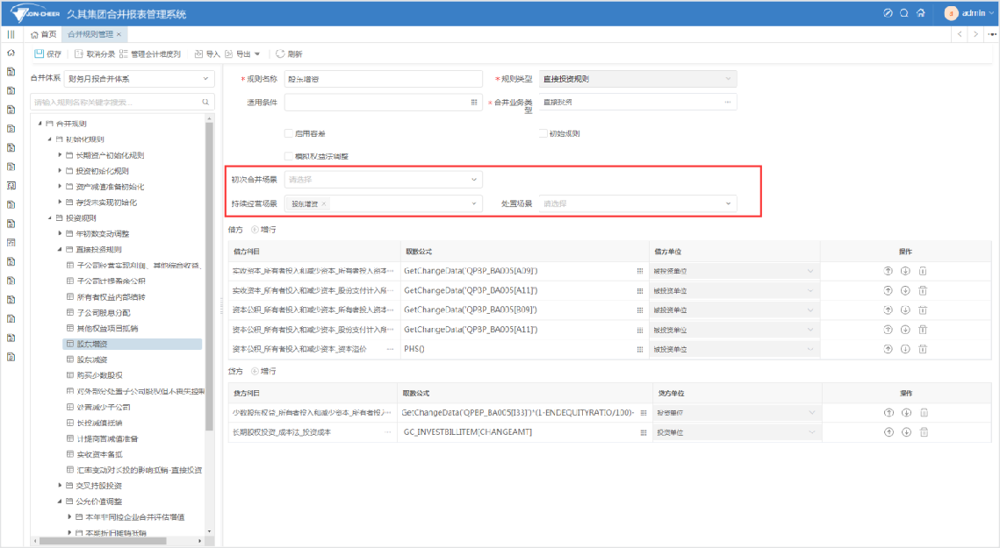 JOIN-CHEER 久其集团合并报表管理系统
admin
首页 合并规则管理 ×
保存 取消分录 管理会计维度列 导入 导出 刷新
合并体系 财务月报合并体系
请输入规则名称关键字搜索...
合并规则
初始化规则
长期资产初始化规则
投资初始化规则
资产减值准备初始化
存货未实现初始化
投资规则
年初数变动调整
直接投资规则
子公司经营实现利润、其他综合收益、
子公司计提盈余公积
所有者权益内部结转
子公司股息分配
其他权益项目抵销
股东增资
股东减资
购买少数股权
对外部分处置子公司股权但不丧失控制
处置减少子公司
长投减值抵销
计提商誉减值准备
实收资本备抵
汇率变动对长投的影响抵销-直接投资
交叉持股投资
公允价值调整
本年非同控企业合并评估增值
本期折旧摊销抵销
* 规则名称 股东增资 * 规则类型 直接投资规则
适用条件 * 合并业务类型 直接投资 ···
启用容差 初始规则
模拟权益法调整
初次合并场景 请选择
持续经营场景 股东增资 × 处置场景 请选择
借方 增行
借方科目 取数公式 借方单位 操作
实收资本_所有者投入和减少资本_所有者投入资本··· GetChangeData('QPBP_BA005[A09]') 被投资单位
实收资本_所有者投入和减少资本_股份支付计入所··· GetChangeData('QPBP_BA005[A11]') 被投资单位
资本公积_所有者投入和减少资本_所有者投入资本··· GetChangeData('QPBP_BA005[B09]') 被投资单位
资本公积_所有者投入和减少资本_股份支付计入所··· GetChangeData('QPBP_BA005[A11]') 被投资单位
资本公积_所有者投入和减少资本_资本溢价 ··· PHS() 被投资单位
贷方 增行
贷方科目 取数公式 贷方单位 操作
少数股东权益_所有者投入和减少资本_所有者投入··· GetChangeData('QPBP_BA005[I33]')*(1-ENDEQUITYRATIO/100)- 投资单位
长期股权投资_成本法_投资成本 ··· GC_INVESTBILLITEM[CHANGEAMT] 投资单位